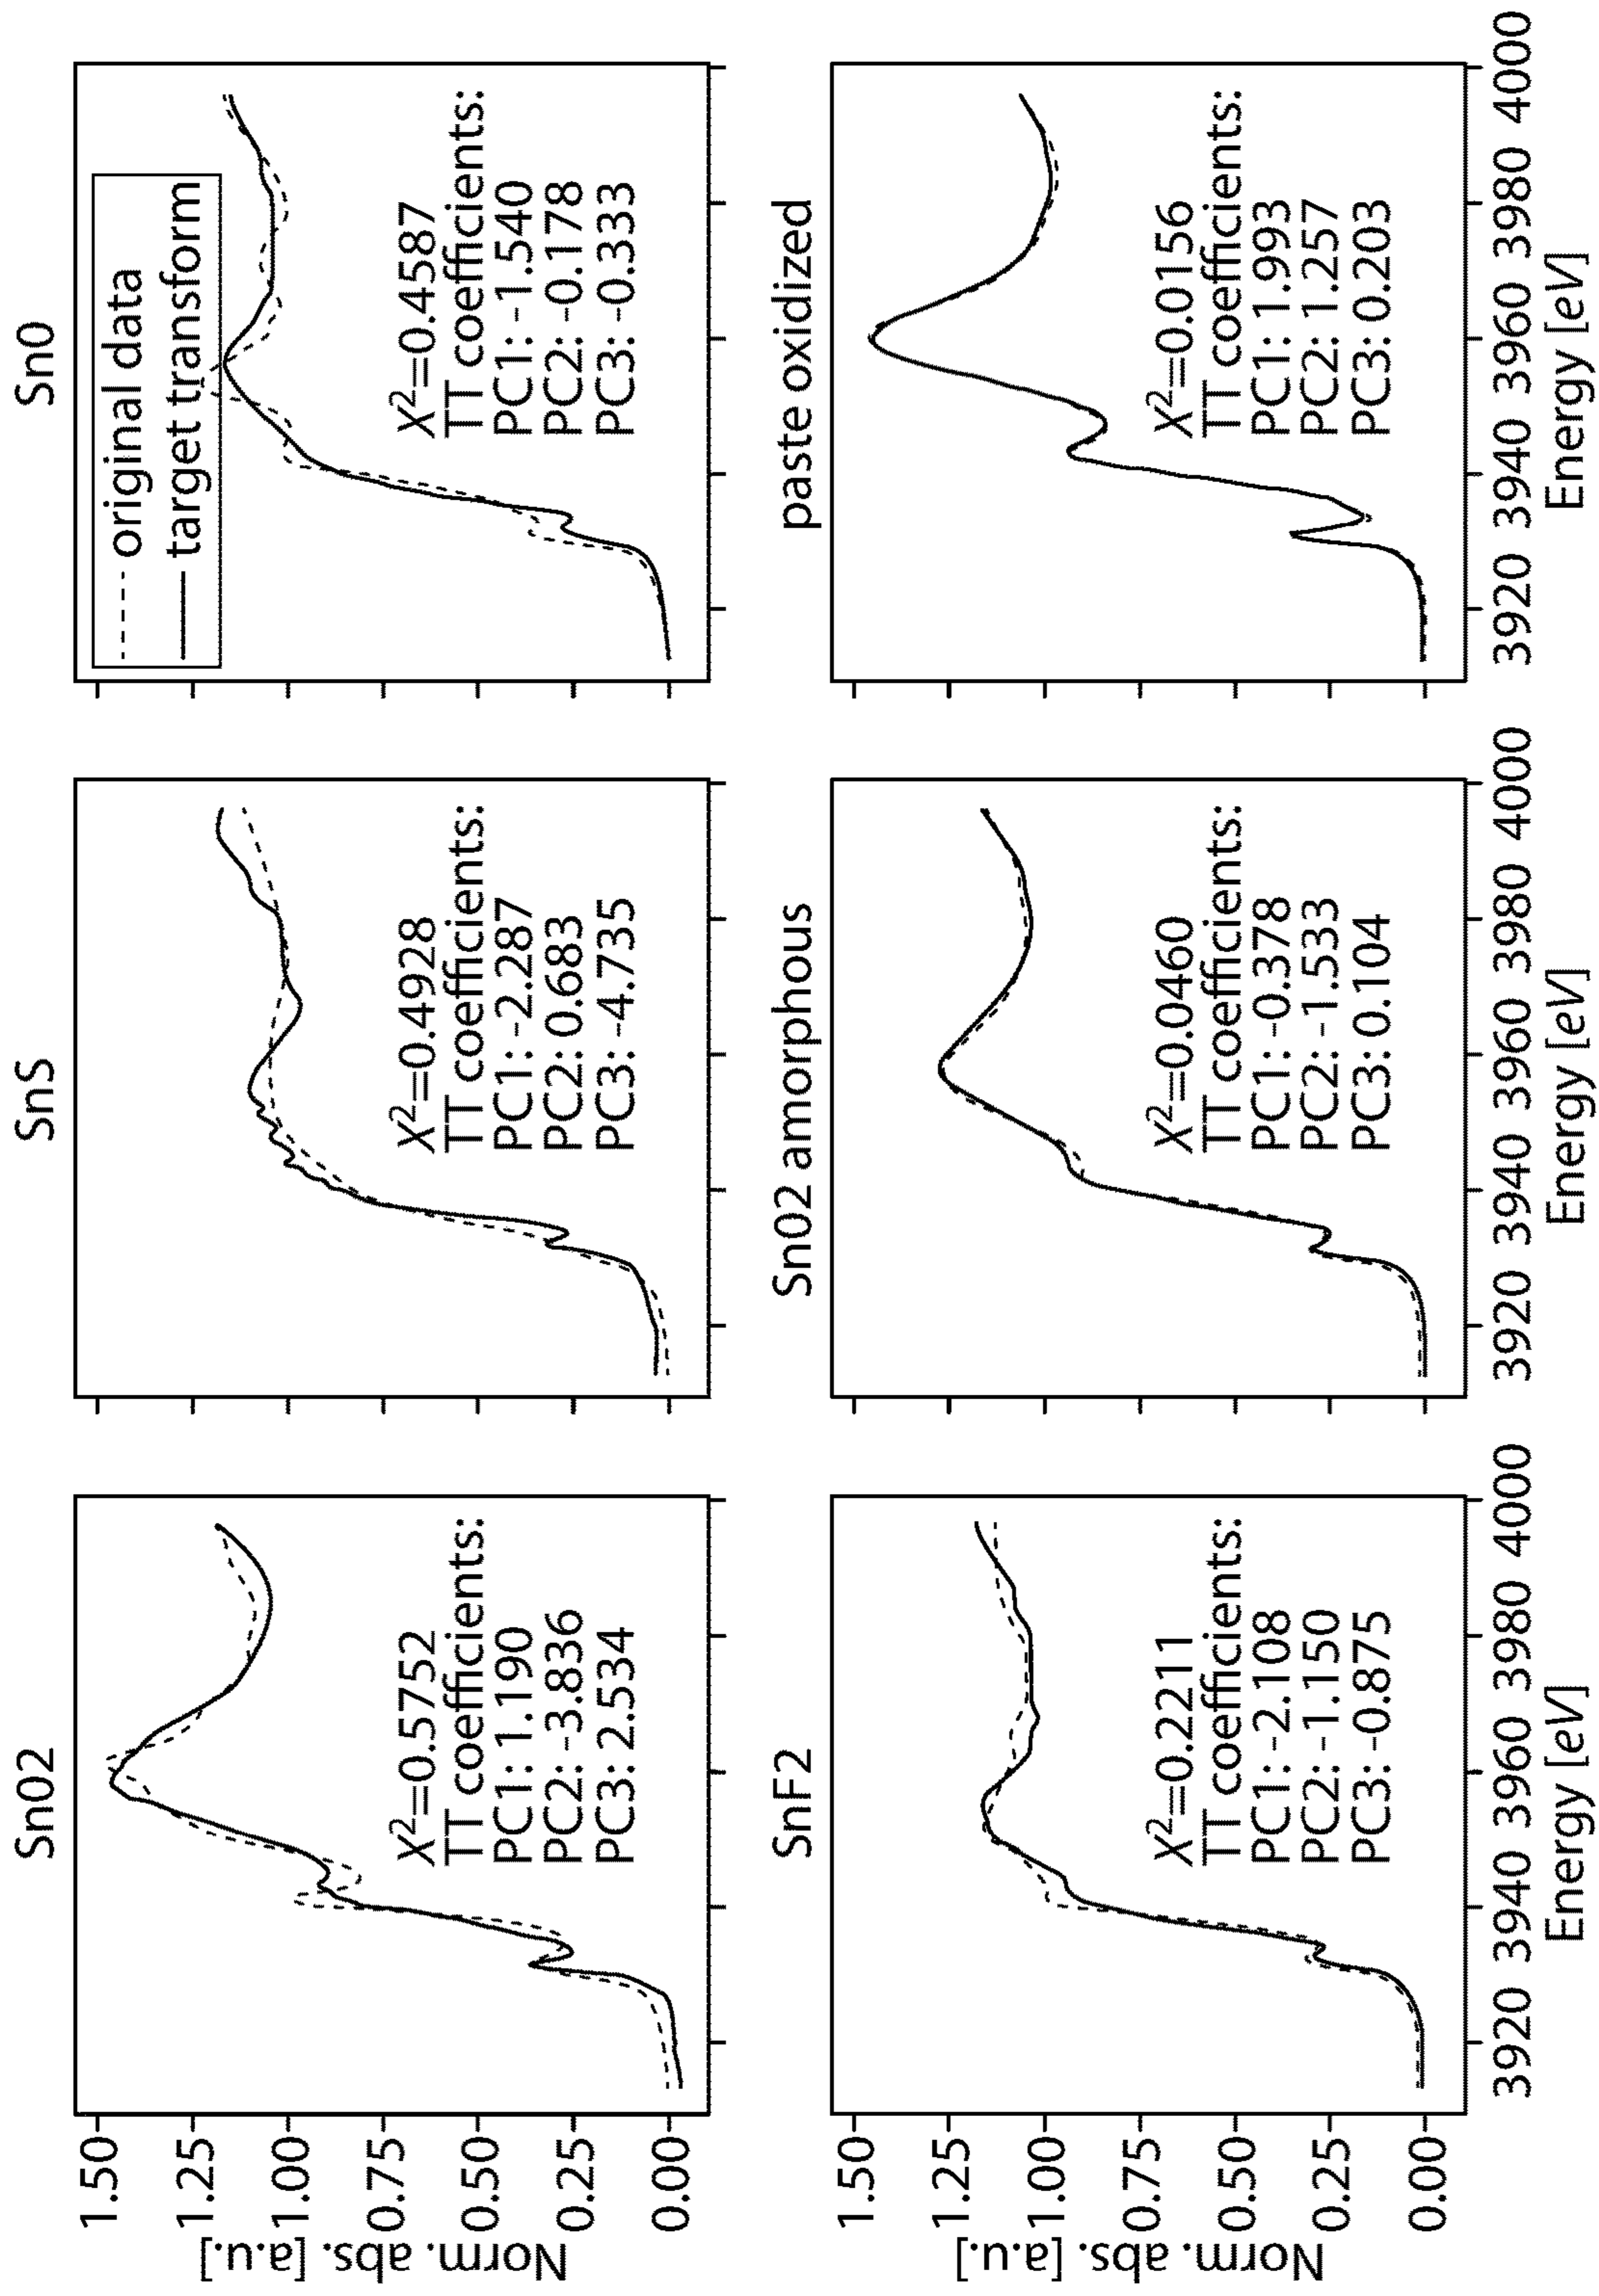 Sn02
X²=0.5752
TT coefficients:
PC1: 1.190
PC2: -3.836
PC3: 2.534
1.50
1.25
1.00
0.75
0.50
0.25
0.00
Norm. abs. [a.u.]
SnS
X²=0.4928
TT coefficients:
PC1: -2.287
PC2: 0.683
PC3: -4.735
Sn0
original data
target transform
X²=0.4587
TT coefficients:
PC1: -1.540
PC2: -0.178
PC3: -0.333
SnF2
X²=0.2211
TT coefficients:
PC1: -2.108
PC2: -1.150
PC3: -0.875
1.50
1.25
1.00
0.75
0.50
0.25
0.00
Norm. abs. [a.u.]
3920 3940 3960 3980 4000
Energy [eV]
Sn02 amorphous
X²=0.0460
TT coefficients:
PC1: -0.378
PC2: -1.533
PC3: 0.104
3920 3940 3960 3980 4000
Energy [eV]
paste oxidized
X²=0.0156
TT coefficients:
PC1: 1.993
PC2: 1.257
PC3: 0.203
3920 3940 3960 3980 4000
Energy [eV]